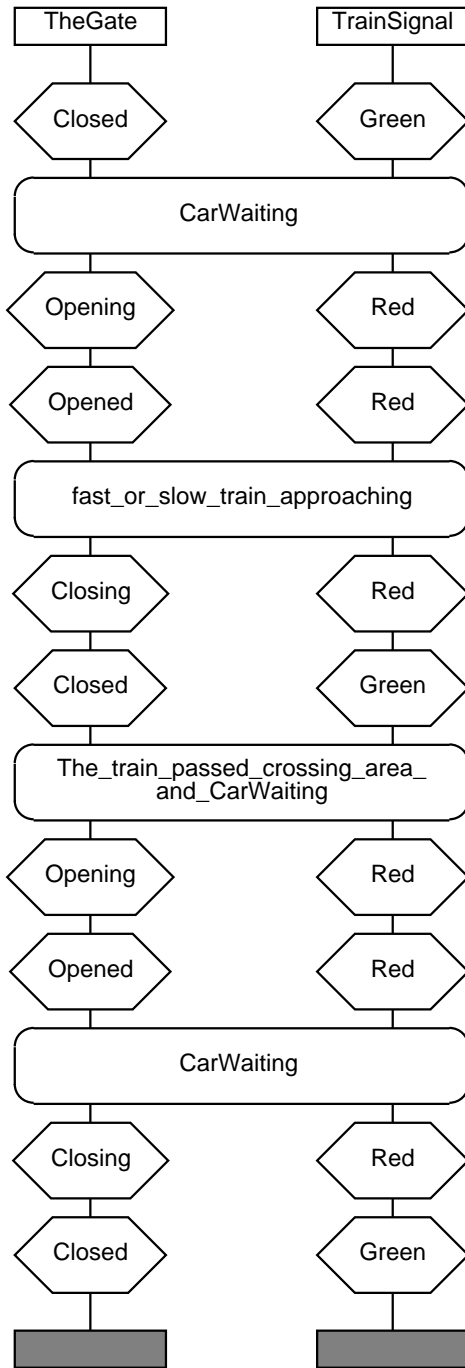 TheGate TrainSignal
Closed Green
CarWaiting
Opening Red
Opened Red
fast_or_slow_train_approaching
Closing Red
Closed Green
The_train_passed_crossing_area_
and_CarWaiting
Opening Red
Opened Red
CarWaiting
Closing Red
Closed Green